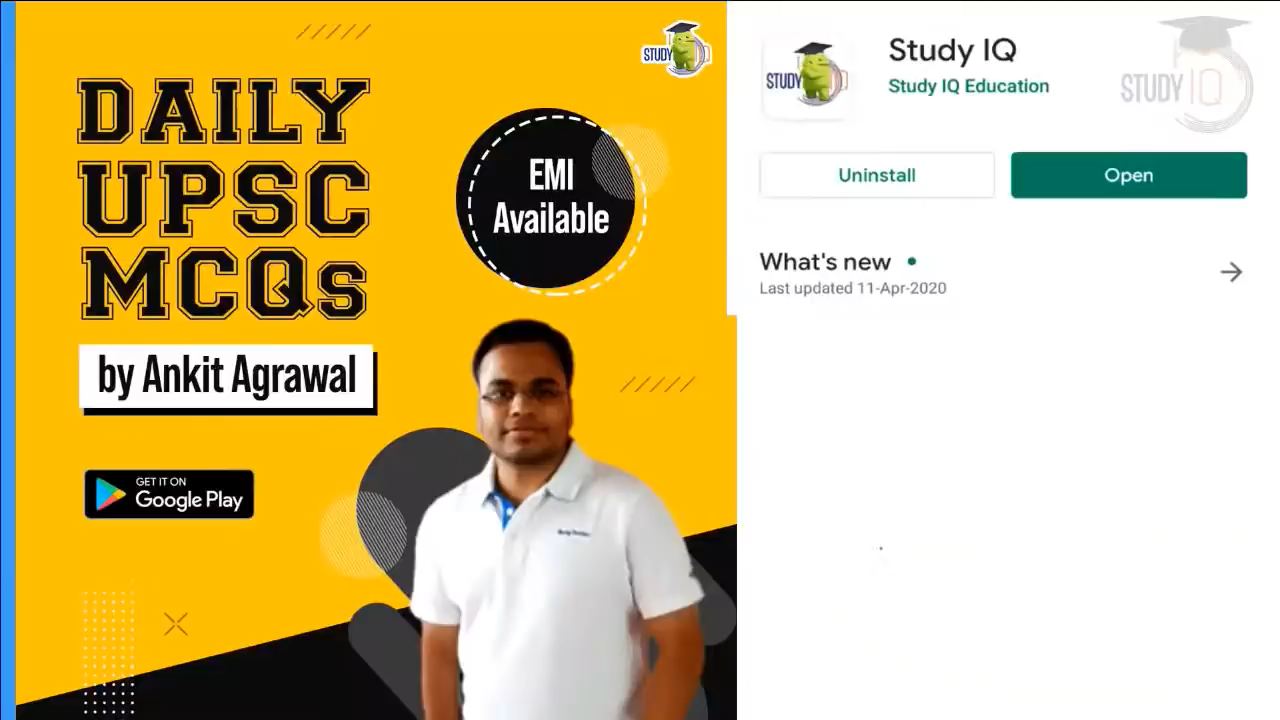 DAILY
UPSC
MCQs
by Ankit Agrawal
GET IT ON
Google Play
EMI
Available
STUDY
Study IQ
Study IQ Education
STUDY
STUDY IQ
Uninstall
Open
What's new
Last updated 11-Apr-2020